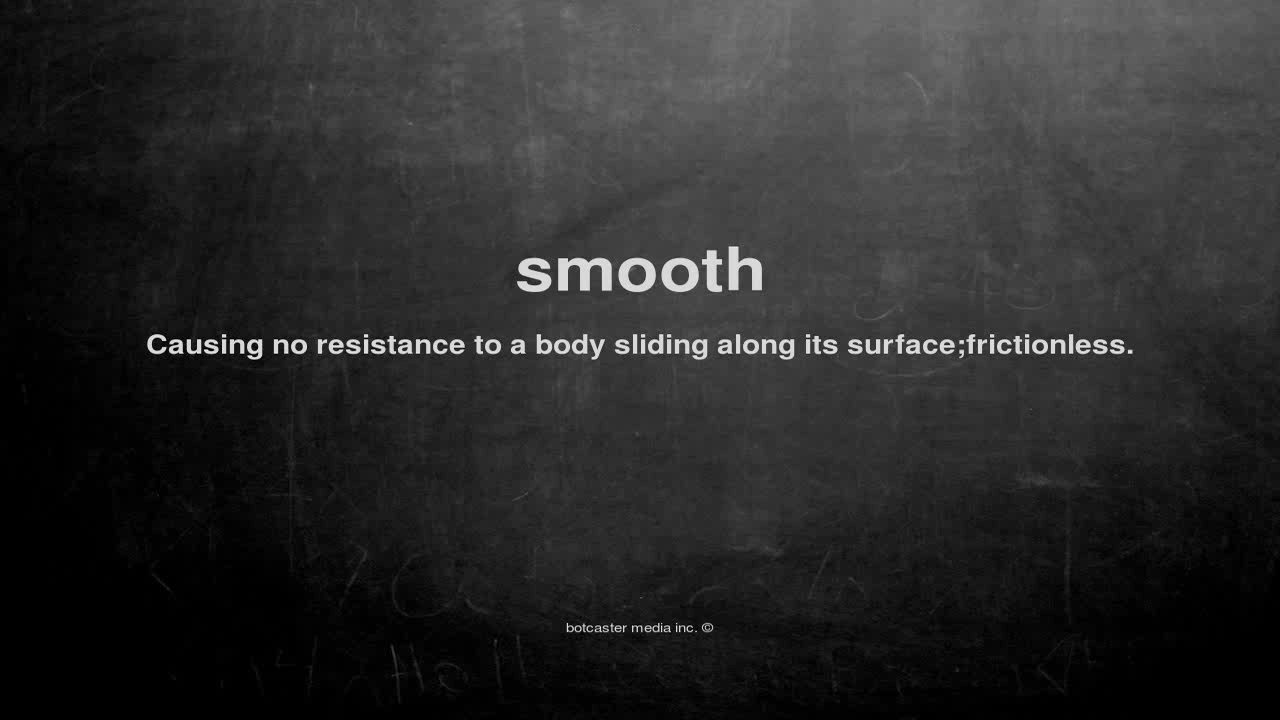 smooth
Causing no resistance to a body sliding along its surface;frictionless.
botcaster media inc. ©